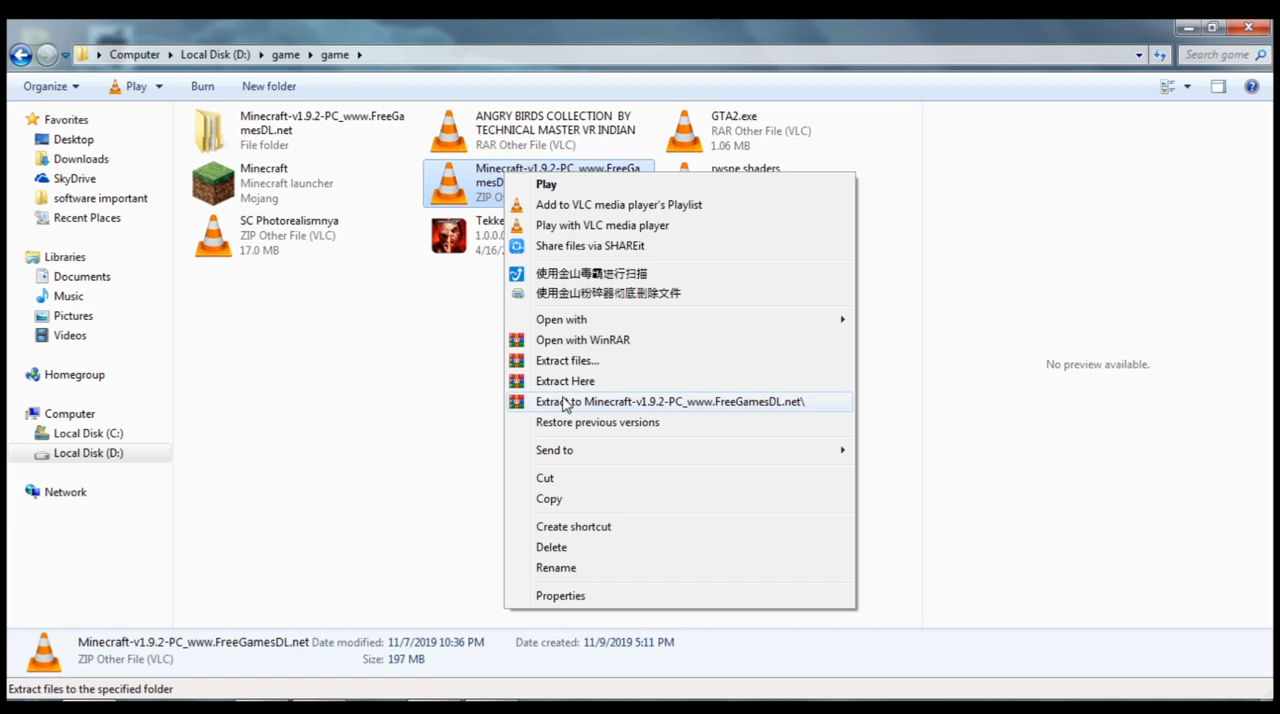 Computer
Local Disk (D:)
game
game
Search game
Organize
Play
Burn
New folder
Favorites
Desktop
Downloads
SkyDrive
software important
Recent Places
Libraries
Documents
Music
Pictures
Videos
Homegroup
Computer
Local Disk (C:)
Local Disk (D:)
Network
Minecraft-v1.9.2-PC_www.FreeGa
mesDL.net
File folder
ANGRY BIRDS COLLECTION BY
TECHNICAL MASTER VR INDIAN
RAR Other File (VLC)
GTA2.exe
RAR Other File (VLC)
1.06 MB
Minecraft
Minecraft launcher
Mojang
Minecraft-v1.9.2-PC_www.FreeGa
mesD
ZIP O
rwspe shaders
SC Photorealismnya
ZIP Other File (VLC)
17.0 MB
Tekke
1.0.0.0
4/16/2
Play
Add to VLC media player's Playlist
Play with VLC media player
Share files via SHAREit
使用金山毒霸进行扫描
使用金山粉碎器彻底删除文件
Open with
Open with WinRAR
Extract files...
Extract Here
Extract to Minecraft-v1.9.2-PC_www.FreeGamesDL.net\
Restore previous versions
Send to
Cut
Copy
Create shortcut
Delete
Rename
Properties
No preview available.
Minecraft-v1.9.2-PC_www.FreeGamesDL.net Date modified: 11/7/2019 10:36 PM Date created: 11/9/2019 5:11 PM
ZIP Other File (VLC) Size: 197 MB
Extract files to the specified folder